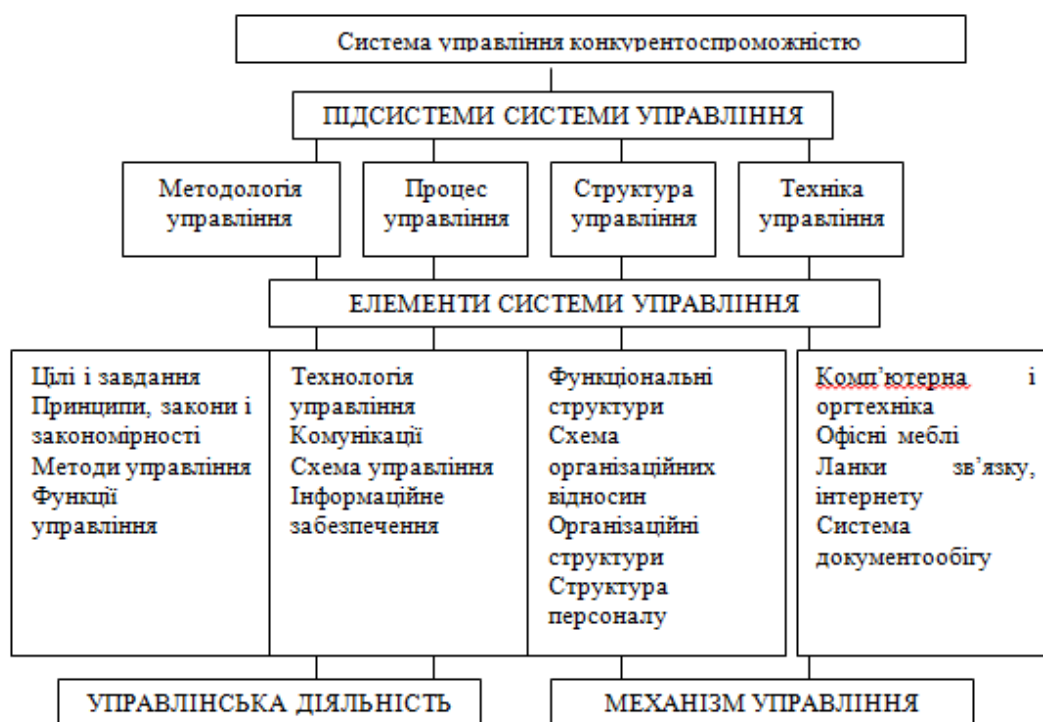 Система управління конкурентоспроможністю
ПІДСИСТЕМИ СИСТЕМИ УПРАВЛІННЯ
Методологія
управління
Процес
управління
Структура
управління
Техніка
управління
ЕЛЕМЕНТИ СИСТЕМИ УПРАВЛІННЯ
Цілі і завдання
Принципи, закони і
закономірності
Методи управління
Функції
управління
Технологія
управління
Комунікації
Схема управління
Інформаційне
забезпечення
Функціональні
структури
Схема
організаційних
відносин
Організаційні
структури
Структура
персоналу
Комп’ютерна і
оргтехніка
Офісні меблі
Ланки зв’язку,
інтернету
Система
документообігу
УПРАВЛІНСЬКА ДІЯЛЬНІСТЬ
МЕХАНІЗМ УПРАВЛІННЯ